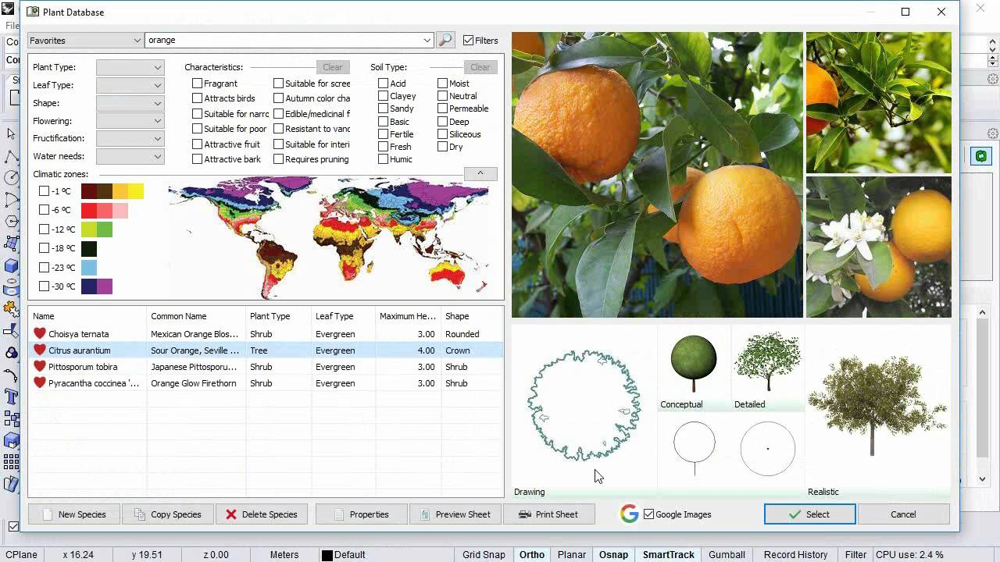 Plant Database
File
Favorites orange Filters
Plant Type: Characteristics: Clear Soil Type: Clear
Leaf Type: Fragrant Suitable for scree Acid Moist
Shape: Attracts birds Autumn color cha Clayey Neutral
Flowering: Suitable for narro Edible/medicinal f Sandy Permeable
Fructification: Suitable for poor Resistant to vand Basic Deep
Water needs: Attractive fruit Suitable for interi Fertile Siliceous
Attractive bark Requires pruning Fresh Dry
Humic
Climatic zones:
-1 ºC
-6 ºC
-12 ºC
-18 ºC
-23 ºC
-30 ºC
Name Common Name Plant Type Leaf Type Maximum He... Shape
Choisya ternata Mexican Orange Blos... Shrub Evergreen 3.00 Rounded
Citrus aurantium Sour Orange, Seville ... Tree Evergreen 4.00 Crown
Pittosporum tobira Japanese Pittosporu... Shrub Evergreen 3.00 Shrub
Pyracantha coccinea '... Orange Glow Firethorn Shrub Evergreen 3.00 Shrub
Conceptual Detailed
Drawing Realistic
New Species Copy Species Delete Species Properties Preview Sheet Print Sheet Google Images Select Cancel
CPlane x 16.24 y 19.51 z 0.00 Meters Default Grid Snap Ortho Planar Osnap SmartTrack Gumball Record History Filter CPU use: 2.4 %